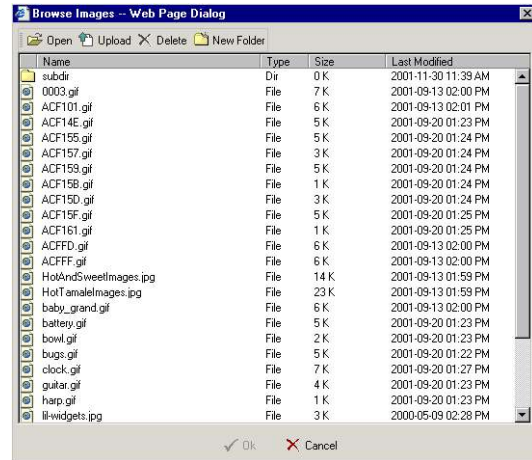 Browse Images -- Web Page Dialog
Open Upload Delete New Folder
Name Type Size Last Modified
subdir Dir 0 K 2001-11-30 11:39 AM
0003.gif File 7 K 2001-09-13 02:00 PM
ACF101.gif File 6 K 2001-09-13 02:01 PM
ACF14E.gif File 5 K 2001-09-20 01:23 PM
ACF155.gif File 5 K 2001-09-20 01:24 PM
ACF157.gif File 3 K 2001-09-20 01:24 PM
ACF159.gif File 5 K 2001-09-20 01:24 PM
ACF15B.gif File 1 K 2001-09-20 01:24 PM
ACF15D.gif File 3 K 2001-09-20 01:24 PM
ACF15F.gif File 5 K 2001-09-20 01:25 PM
ACF161.gif File 1 K 2001-09-20 01:25 PM
ACFFD.gif File 6 K 2001-09-13 02:00 PM
ACFFF.gif File 6 K 2001-09-13 02:00 PM
HotAndSweetImages.jpg File 14 K 2001-09-13 01:59 PM
HotTamaleImages.jpg File 23 K 2001-09-13 01:59 PM
baby_grand.gif File 6 K 2001-09-13 02:00 PM
battery.gif File 5 K 2001-09-20 01:23 PM
bowl.gif File 2 K 2001-09-20 01:23 PM
bugs.gif File 5 K 2001-09-20 01:22 PM
clock.gif File 7 K 2001-09-20 01:27 PM
guitar.gif File 4 K 2001-09-20 01:23 PM
harp.gif File 1 K 2001-09-20 01:23 PM
lil-widgets.jpg File 3 K 2000-05-09 02:28 PM
Ok Cancel